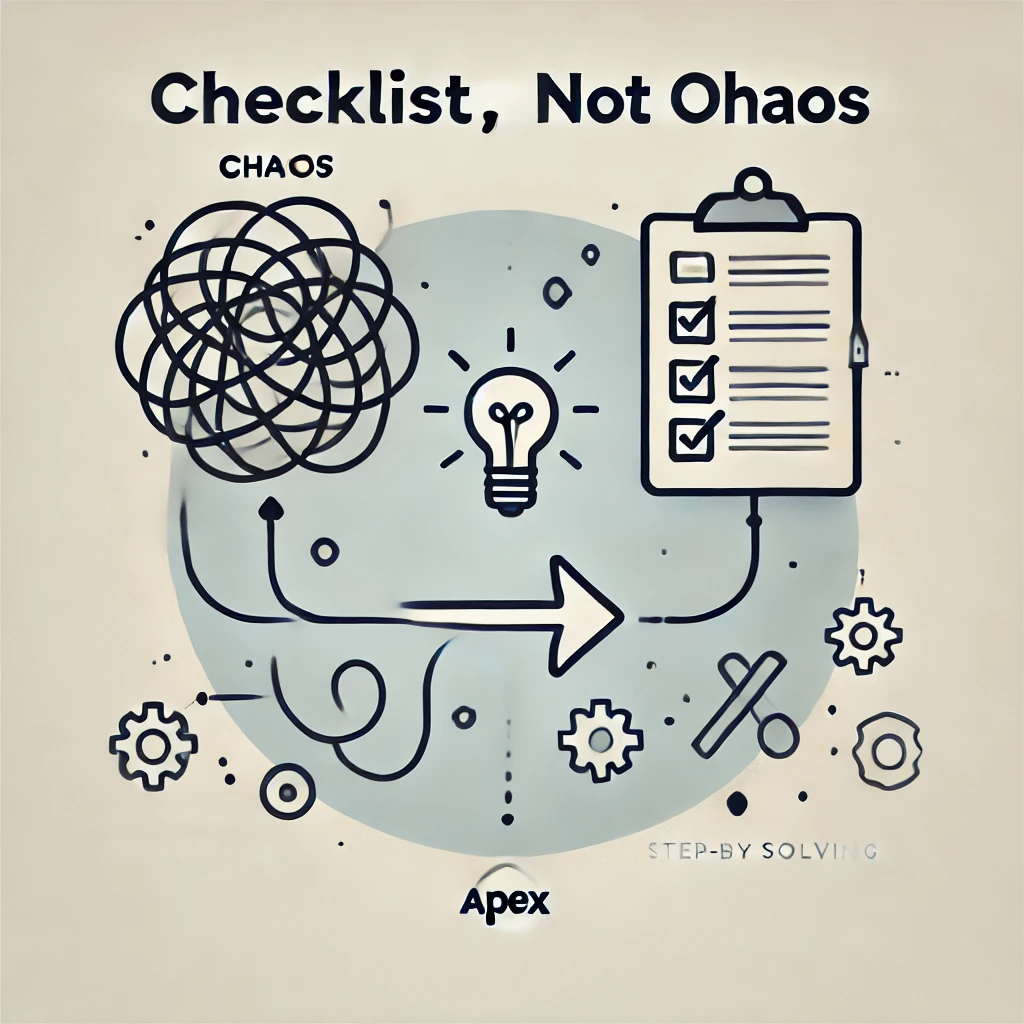 Checklist, Not Ohaos
CHAOS
STEP-BY SOLVING
Apex